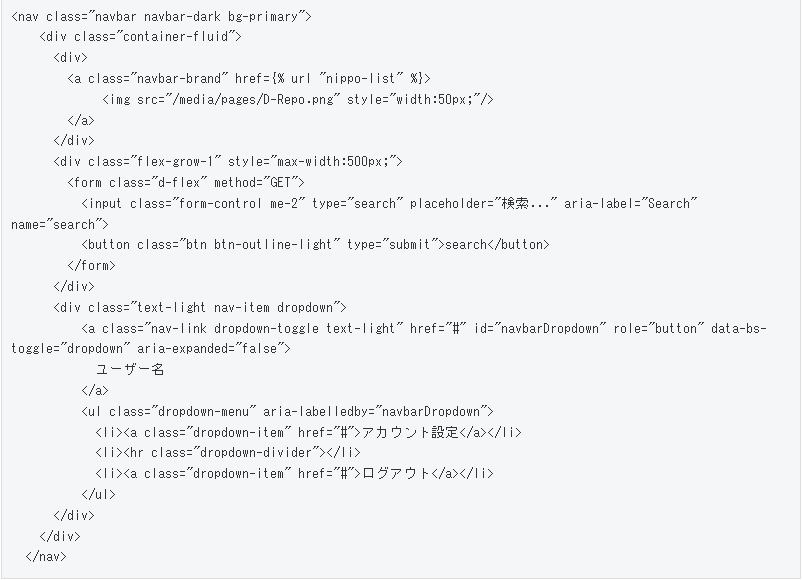 <nav class="navbar navbar-dark bg-primary">
<div class="container-fluid">
<div>
<a class="navbar-brand" href={% url "nippo-list" %}>
<img src="/media/pages/D-Repo.png" style="width:50px;"/>
</a>
</div>
<div class="flex-grow-1" style="max-width:500px;">
<form class="d-flex" method="GET">
<input class="form-control me-2" type="search" placeholder="検索..." aria-label="Search"
name="search">
<button class="btn btn-outline-light" type="submit">search</button>
</form>
</div>
<div class="text-light nav-item dropdown">
<a class="nav-link dropdown-toggle text-light" href="#" id="navbarDropdown" role="button" data-bs-
toggle="dropdown" aria-expanded="false">
ユーザー名
</a>
<ul class="dropdown-menu" aria-labelledby="navbarDropdown">
<li><a class="dropdown-item" href="#">アカウント設定</a></li>
<li><hr class="dropdown-divider"></li>
<li><a class="dropdown-item" href="#">ログアウト</a></li>
</ul>
</div>
</div>
</nav>